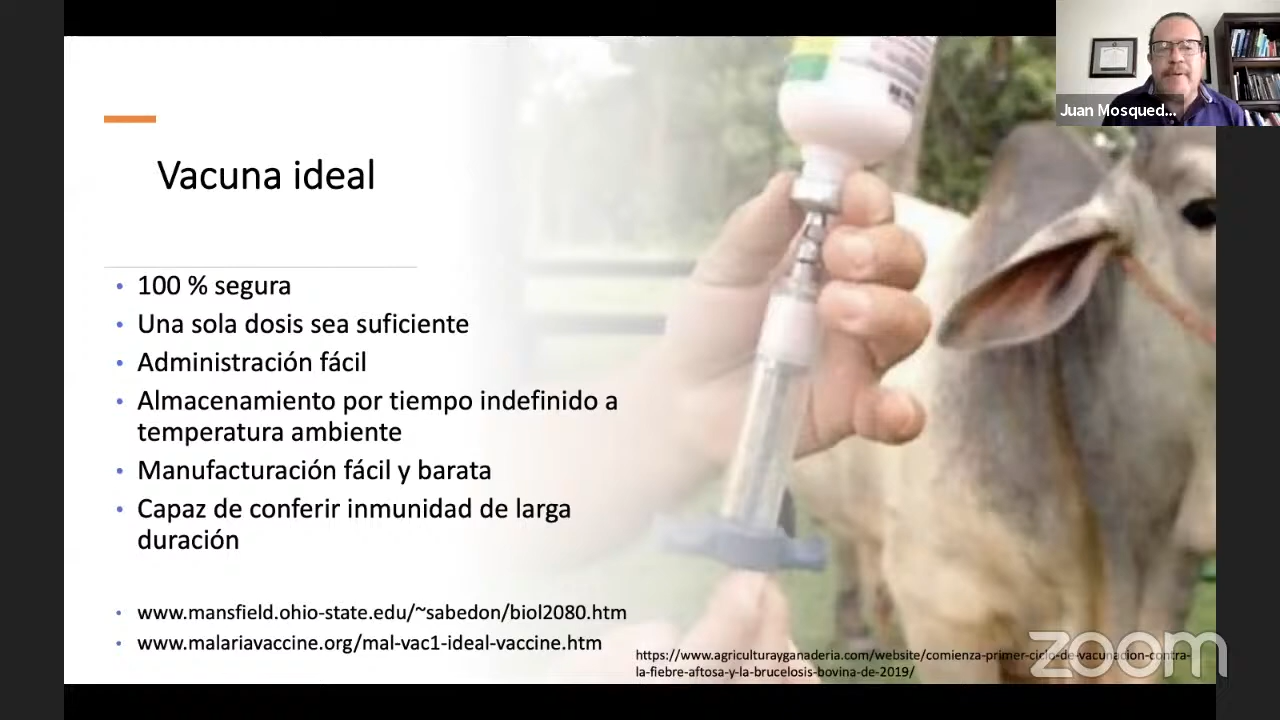 Juan Mosqued...
Vacuna ideal
• 100 % segura
• Una sola dosis sea suficiente
• Administración fácil
• Almacenamiento por tiempo indefinido a
temperatura ambiente
• Manufacturación fácil y barata
• Capaz de conferir inmunidad de larga
duración
• www.mansfield.ohio-state.edu/~sabedon/biol2080.htm
• www.malariavaccine.org/mal-vac1-ideal-vaccine.htm
https://www.agriculturayganaderia.com/website/comienza-primer-ciclo-de-vacunacion-contra-
la-fiebre-aftosa-y-la-brucelosis-bovina-de-2019/
zoom